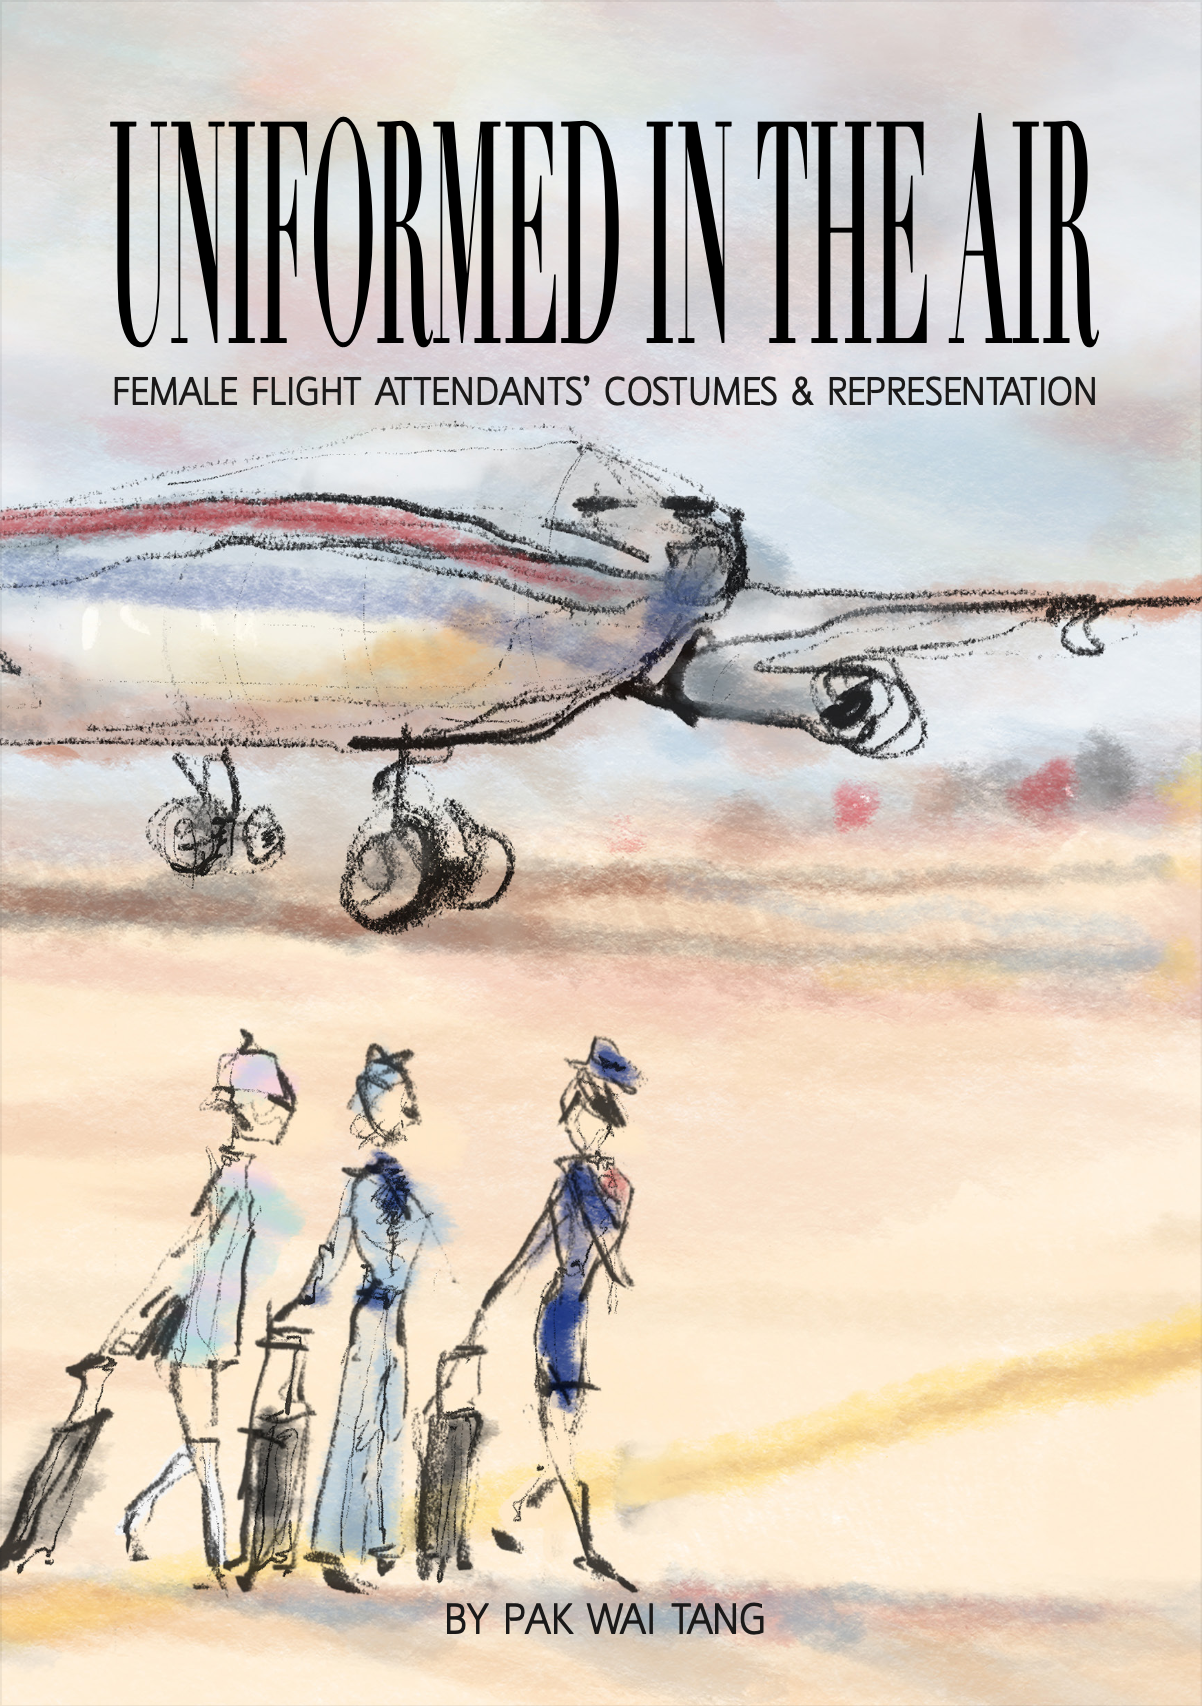 UNIFORMED IN THE AIR
FEMALE FLIGHT ATTENDANTS’ COSTUMES & REPRESENTATION
BY PAK WAI TANG